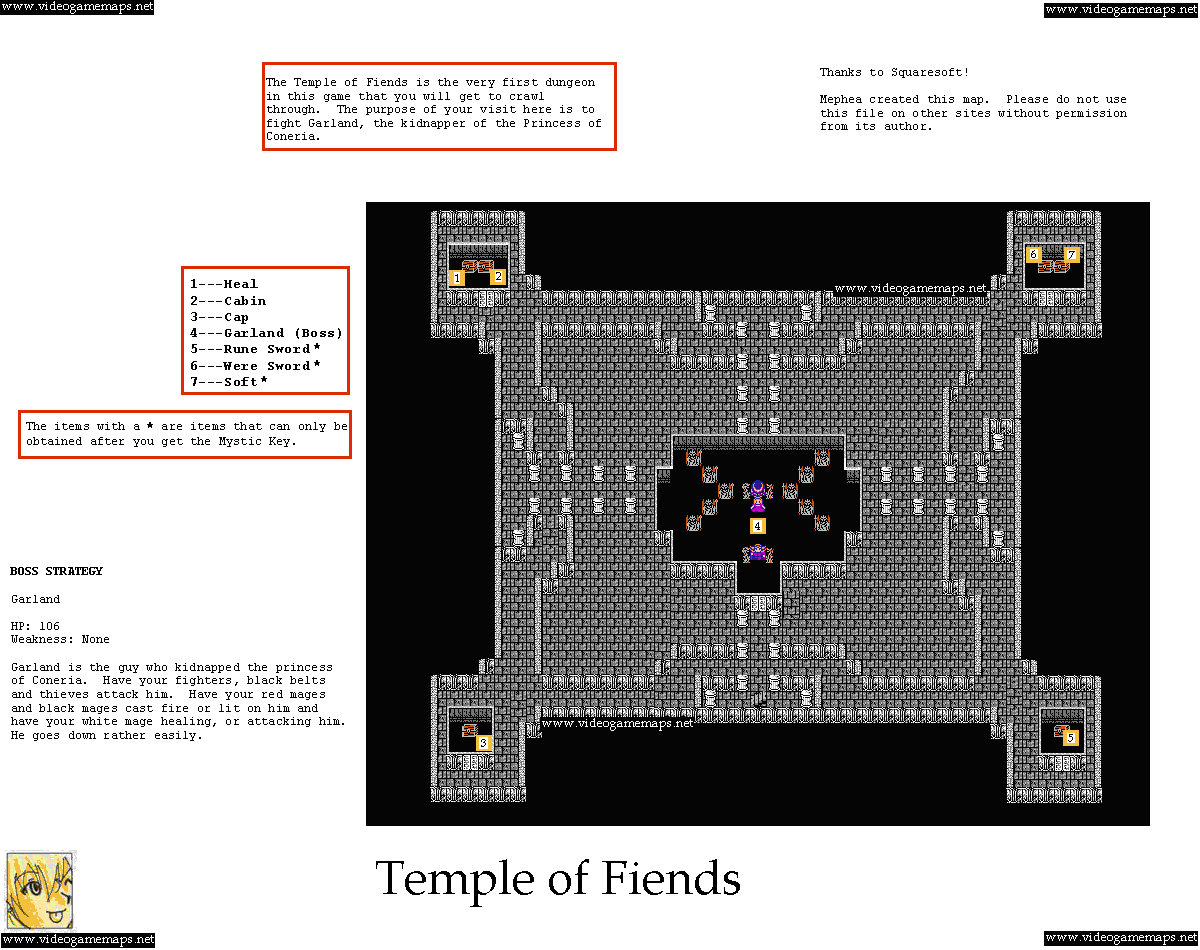 www.videogamemaps.net
www.videogamemaps.net
The Temple of Fiends is the very first dungeon
in this game that you will get to crawl
through.  The purpose of your visit here is to
fight Garland, the kidnapper of the Princess of
Coneria.
Thanks to Squaresoft!
Mephea created this map.  Please do not use
this file on other sites without permission
from its author.
1---Heal
2---Cabin
3---Cap
4---Garland (Boss)
5---Rune Sword*
6---Were Sword*
7---Soft*
The items with a * are items that can only be
obtained after you get the Mystic Key.
BOSS STRATEGY
Garland
HP: 106
Weakness: None
Garland is the guy who kidnapped the princess
of Coneria.  Have your fighters, black belts
and thieves attack him.  Have your red mages
and black mages cast fire or lit on him and
have your white mage healing, or attacking him.
He goes down rather easily.
1 2
6 7
www.videogamemaps.net
4
www.videogamemaps.net
3
5
Temple of Fiends
www.videogamemaps.net
www.videogamemaps.net